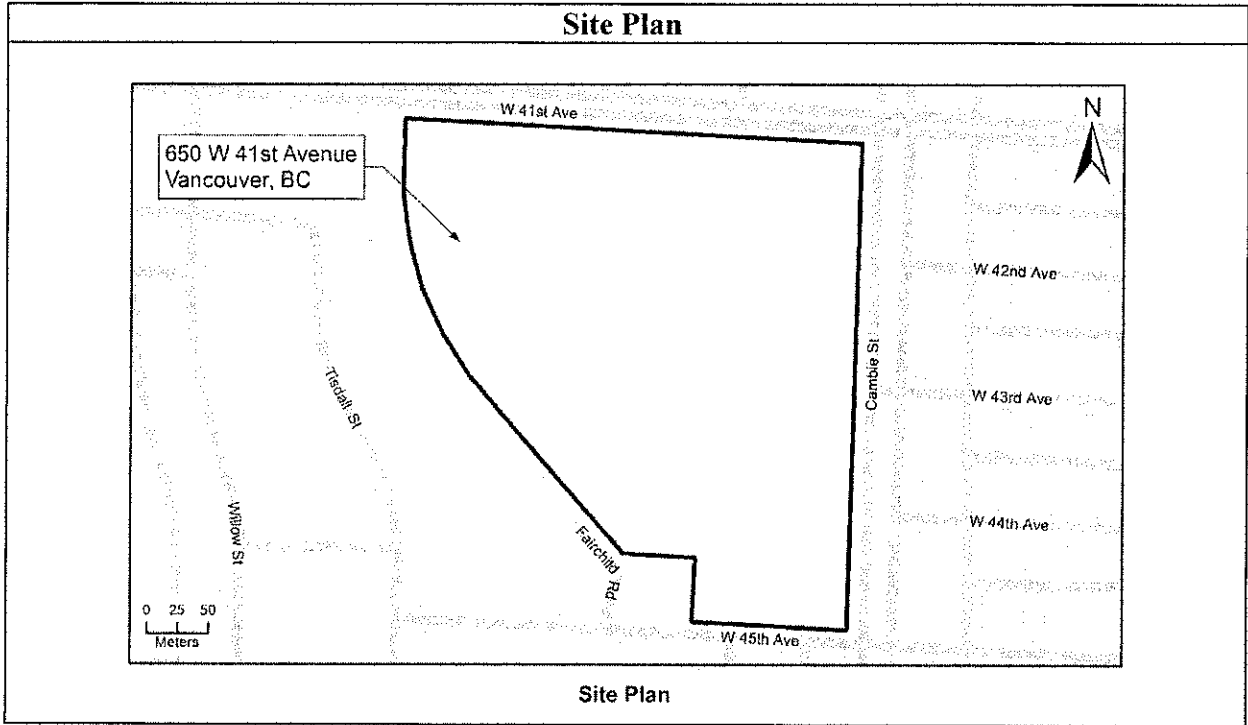 Site Plan
W 41st Ave
N
650 W 41st Avenue
Vancouver, BC
W 42nd Ave
Tisdall St
Cambie St
W 43rd Ave
Willow St
W 44th Ave
Fairchild Rd
0 25 50
Meters
W 45th Ave
Site Plan